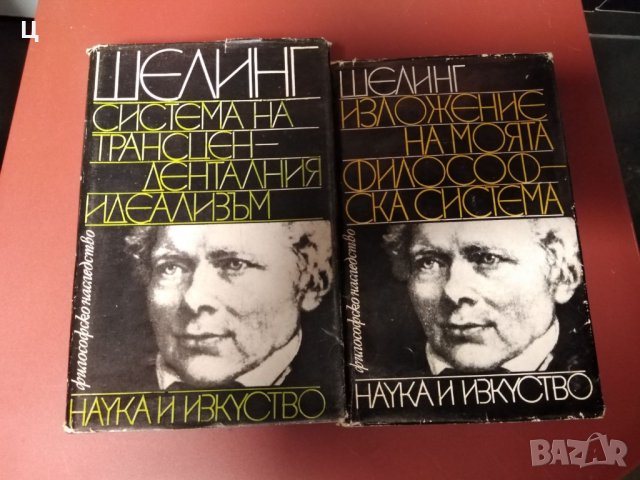 Ц
ШЕЛИНГ
СИСТЕМА НА
ТРАНСЦЕН-
ДЕНТАЛНИЯ
ИДЕАЛИЗЪМ
философско наследство
НАУКА И ИЗКУСТВО
ШЕЛИНГ
ИЗЛОЖЕНИЕ
НА МОЯТА
ФИЛОСОФ-
СКА СИСТЕМА
философско наследство
НАУКА И ИЗКУСТВО
BAZAR